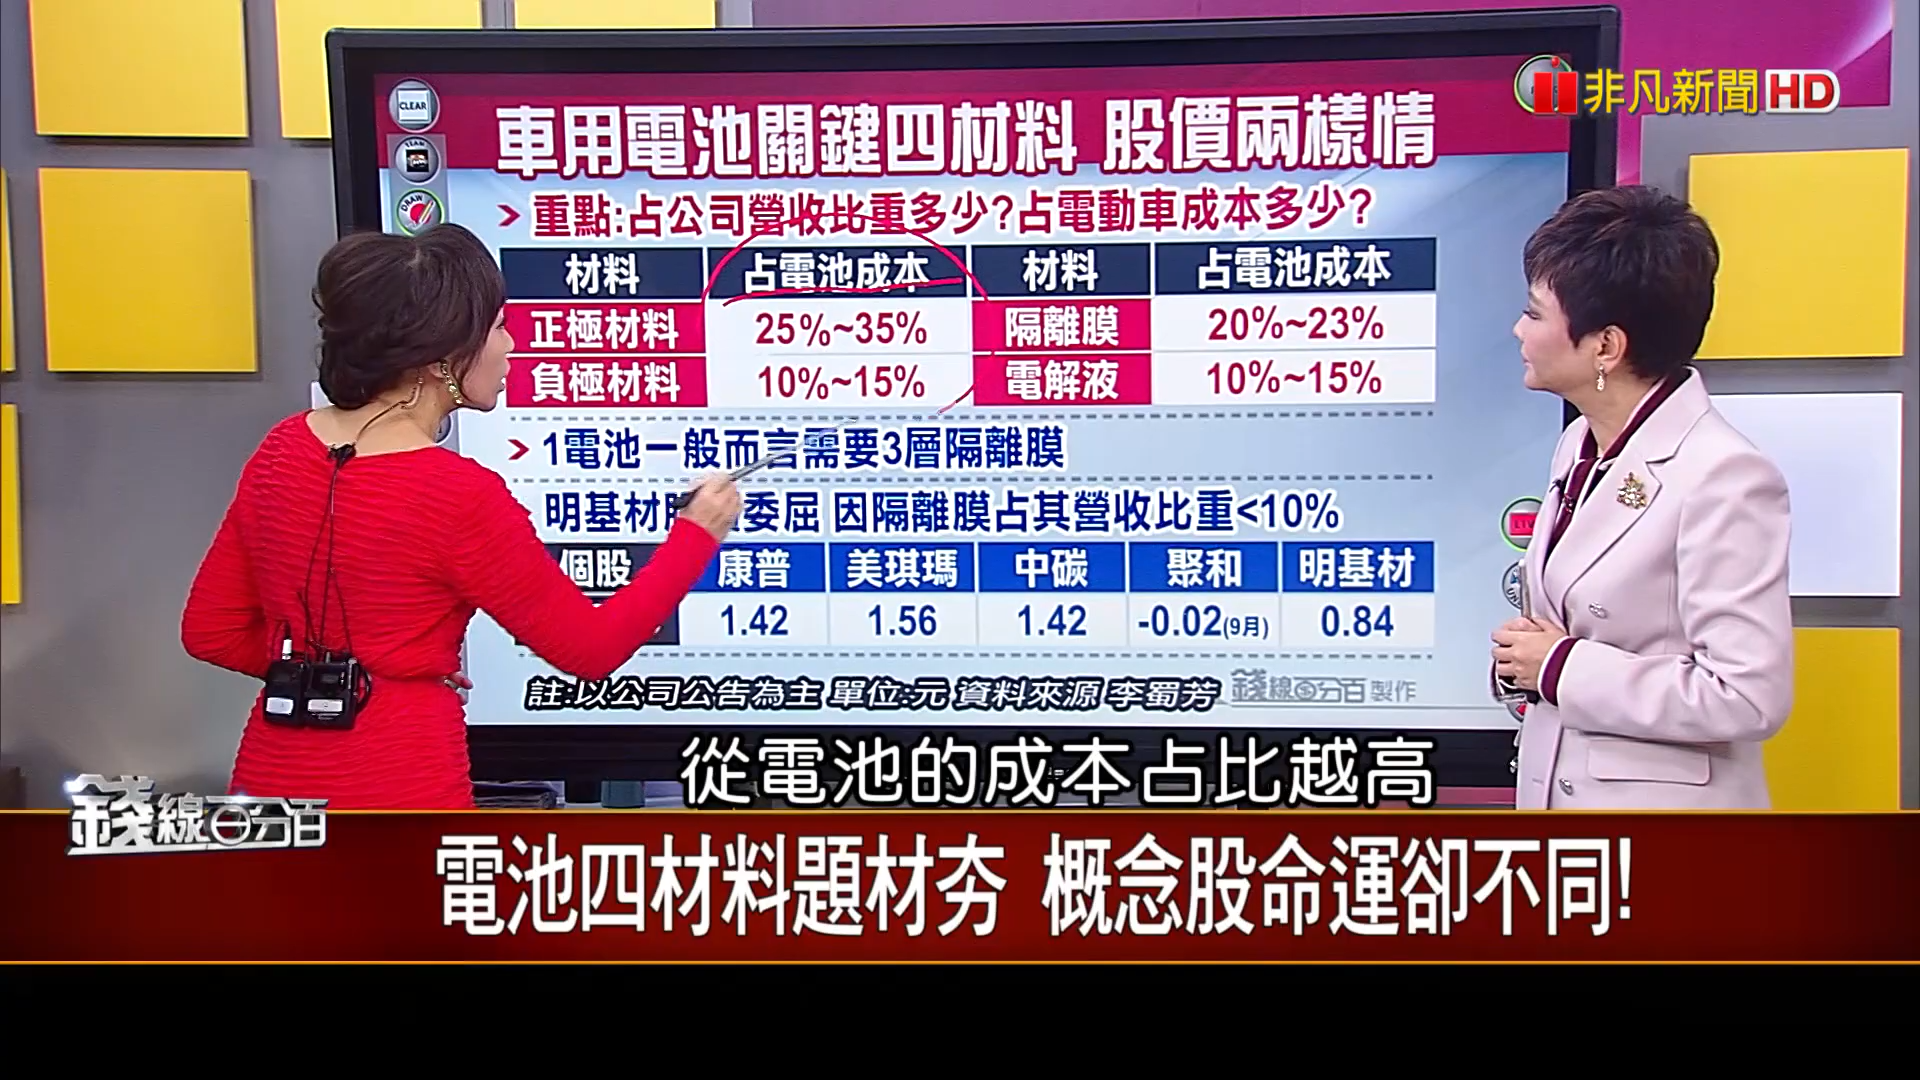 非凡新聞HD
CLEAR
DRAW
車用電池關鍵四材料 股價兩樣情
重點:占公司營收比重多少?占電動車成本多少?
材料 占電池成本 材料 占電池成本
正極材料 25%~35% 隔離膜 20%~23%
負極材料 10%~15% 電解液 10%~15%
1電池一般而言需要3層隔離膜
明基材 委屈 因隔離膜占其營收比重<10%
個股 康普 美琪瑪 中碳 聚和 明基材
1.42 1.56 1.42 -0.02(9月) 0.84
註:以公司公告為主 單位:元 資料來源 李蜀芳 錢線百分百 製作
從電池的成本占比越高
錢線百分百
電池四材料題材夯 概念股命運卻不同!